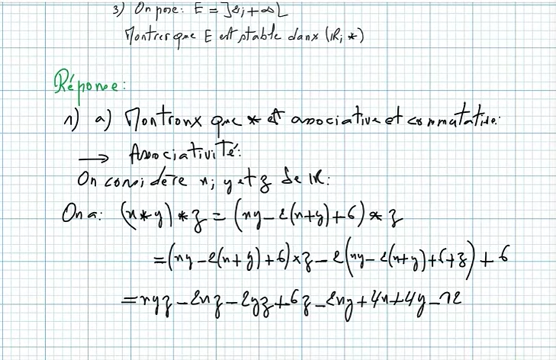 3) On pose : E = ]2; +∞[
Montrer que E est stable dans (IR, *)
Réponse :
1) a) Montrons que * est associative et commutative.
→ Associativité :
On considère x; y et z de IR.
On a : (x * y) * z = (xy - 2(x+y) + 6) * z
= (xy - 2(x+y) + 6) × z - 2(xy - 2(x+y) + 6 + z) + 6
= xyz - 2xz - 2yz + 6z - 2xy + 4x + 4y - 12